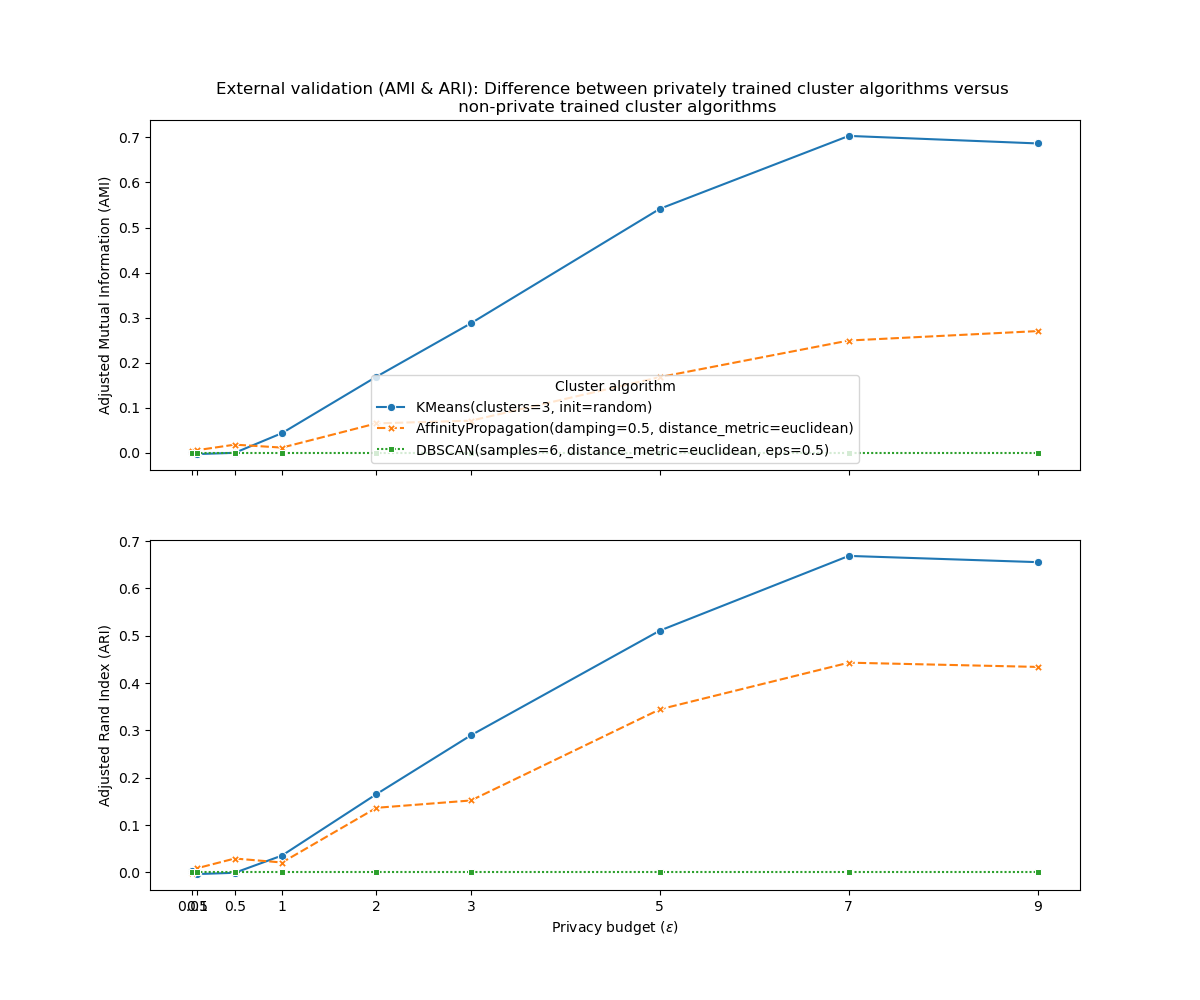 External validation (AMI & ARI): Difference between privately trained cluster algorithms versus
non-private trained cluster algorithms
Adjusted Mutual Information (AMI)
0.7
0.6
0.5
0.4
0.3
0.2
0.1
0.0
Cluster algorithm
KMeans(clusters=3, init=random)
AffinityPropagation(damping=0.5, distance_metric=euclidean)
DBSCAN(samples=6, distance_metric=euclidean, eps=0.5)
Adjusted Rand Index (ARI)
0.7
0.6
0.5
0.4
0.3
0.2
0.1
0.0
0.5 1 2 3 5 7 9
Privacy budget (ε)